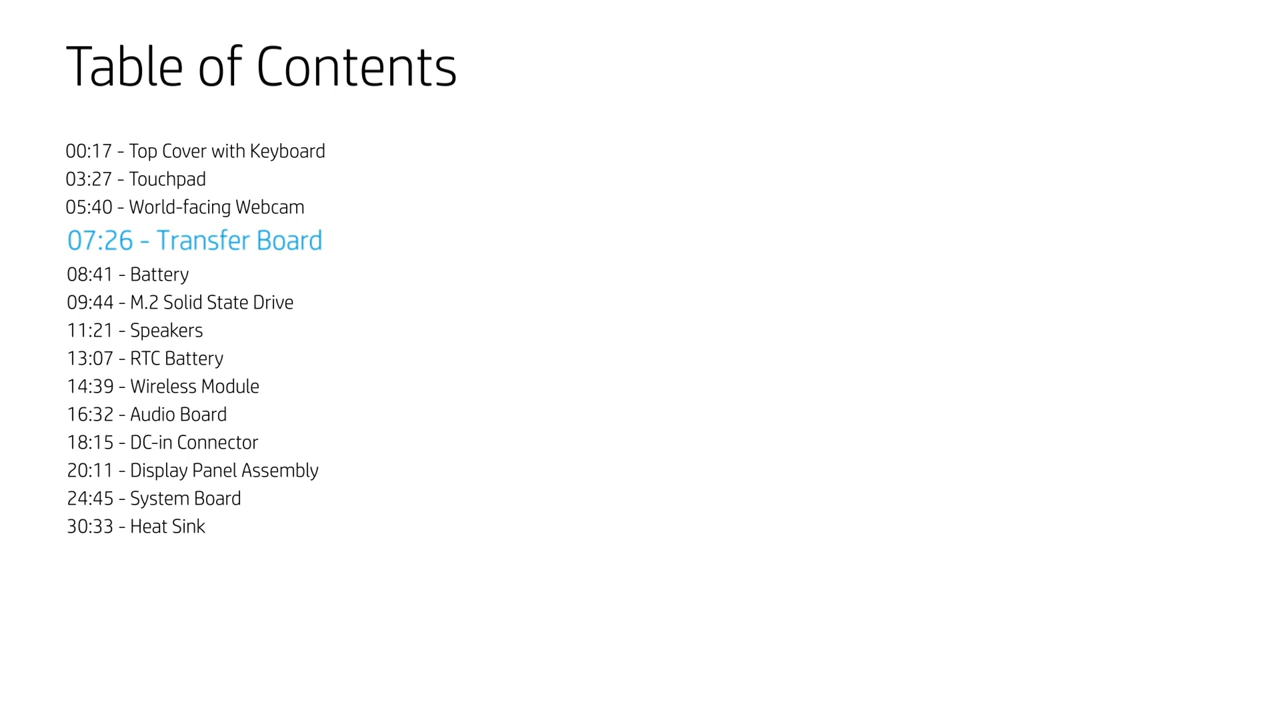 Table of Contents
00:17 - Top Cover with Keyboard
03:27 - Touchpad
05:40 - World-facing Webcam
07:26 - Transfer Board
08:41 - Battery
09:44 - M.2 Solid State Drive
11:21 - Speakers
13:07 - RTC Battery
14:39 - Wireless Module
16:32 - Audio Board
18:15 - DC-in Connector
20:11 - Display Panel Assembly
24:45 - System Board
30:33 - Heat Sink